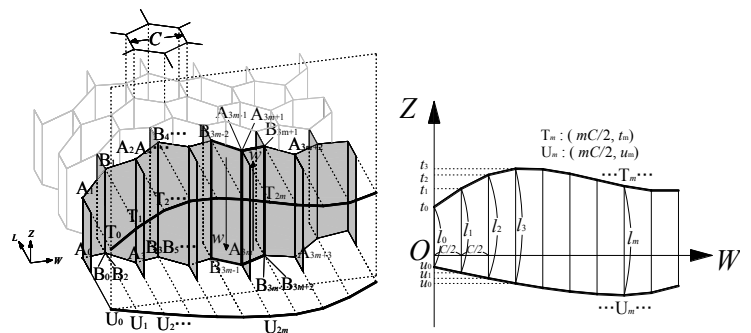 C
A3m-1
A3m+1
B3m-2
B3m+1
B4...
A2
A3m+2
B1
W
A1
T2...
T2m
T1
T0
A0
B3
B5...
W
A3m
A3m+3
B0
B2
B3m-1
B3m
B3m+2
L
Z
W
U0
U1
U2...
U2m
Z
Tm : ( mC/2, tm)
Um : ( mC/2, um)
t3
t2
t1
t0
...Tm...
l0
l1
l2
l3
lm
C/2
C/2
O
W
u0
u1
u0
...Um...